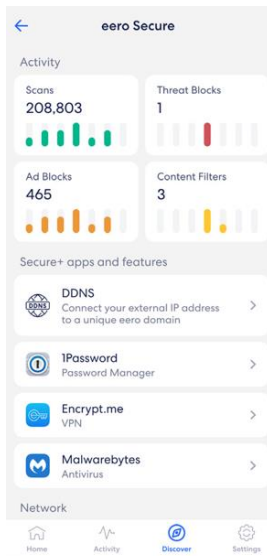 eero Secure
Activity
Scans
208,803
Threat Blocks
1
Ad Blocks
465
Content Filters
3
Secure+ apps and features
DDNS
DDNS
Connect your external IP address
to a unique eero domain
1Password
Password Manager
Encrypt.me
VPN
Malwarebytes
Antivirus
Network
Home
Activity
Discover
Settings